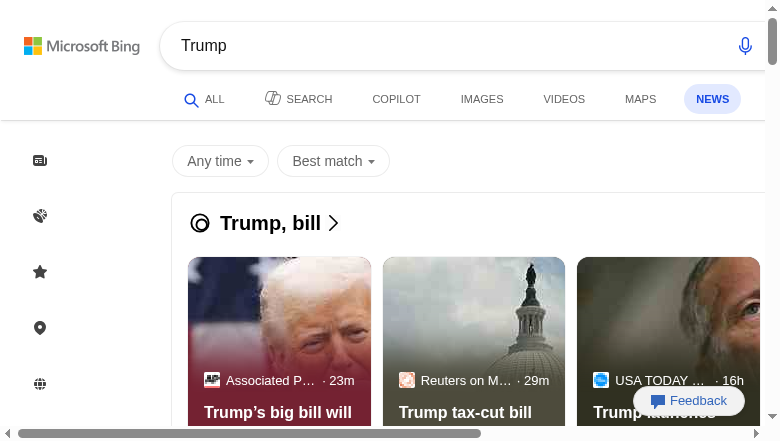 Microsoft Bing
Trump
ALL
SEARCH
COPILOT
IMAGES
VIDEOS
MAPS
NEWS
Any time
Best match
Trump, bill
Associated P... · 23m
Trump's big bill will
Reuters on M... · 29m
Trump tax-cut bill
USA TODAY ... · 16h
Trump launches
Feedback